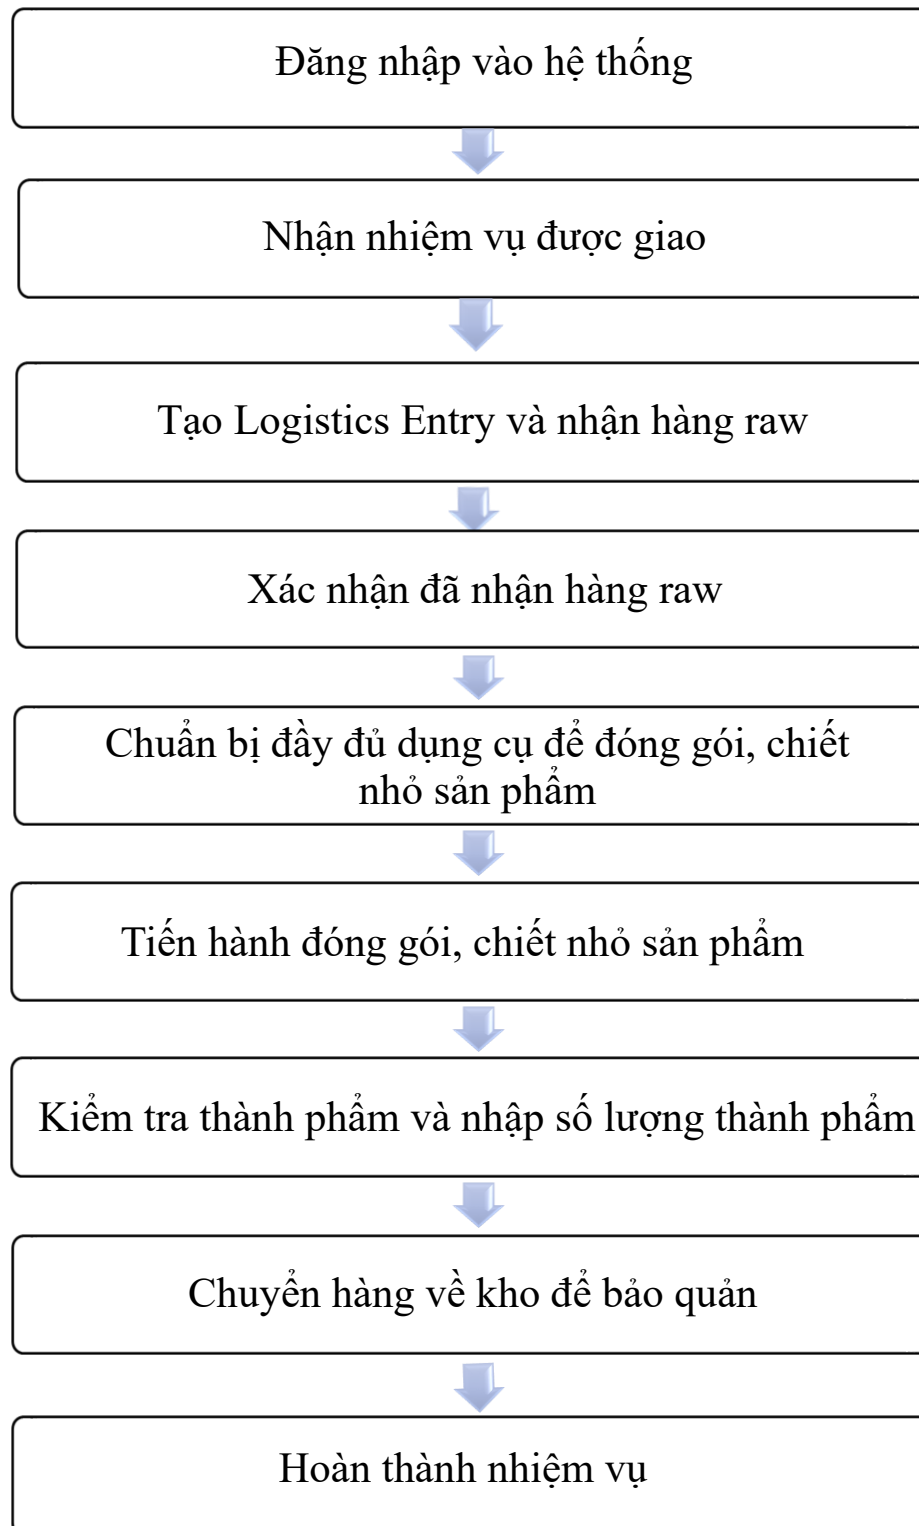 Đăng nhập vào hệ thống
Nhận nhiệm vụ được giao
Tạo Logistics Entry và nhận hàng raw
Xác nhận đã nhận hàng raw
Chuẩn bị đầy đủ dụng cụ để đóng gói, chiết
nhỏ sản phẩm
Tiến hành đóng gói, chiết nhỏ sản phẩm
Kiểm tra thành phẩm và nhập số lượng thành phẩm
Chuyển hàng về kho để bảo quản
Hoàn thành nhiệm vụ